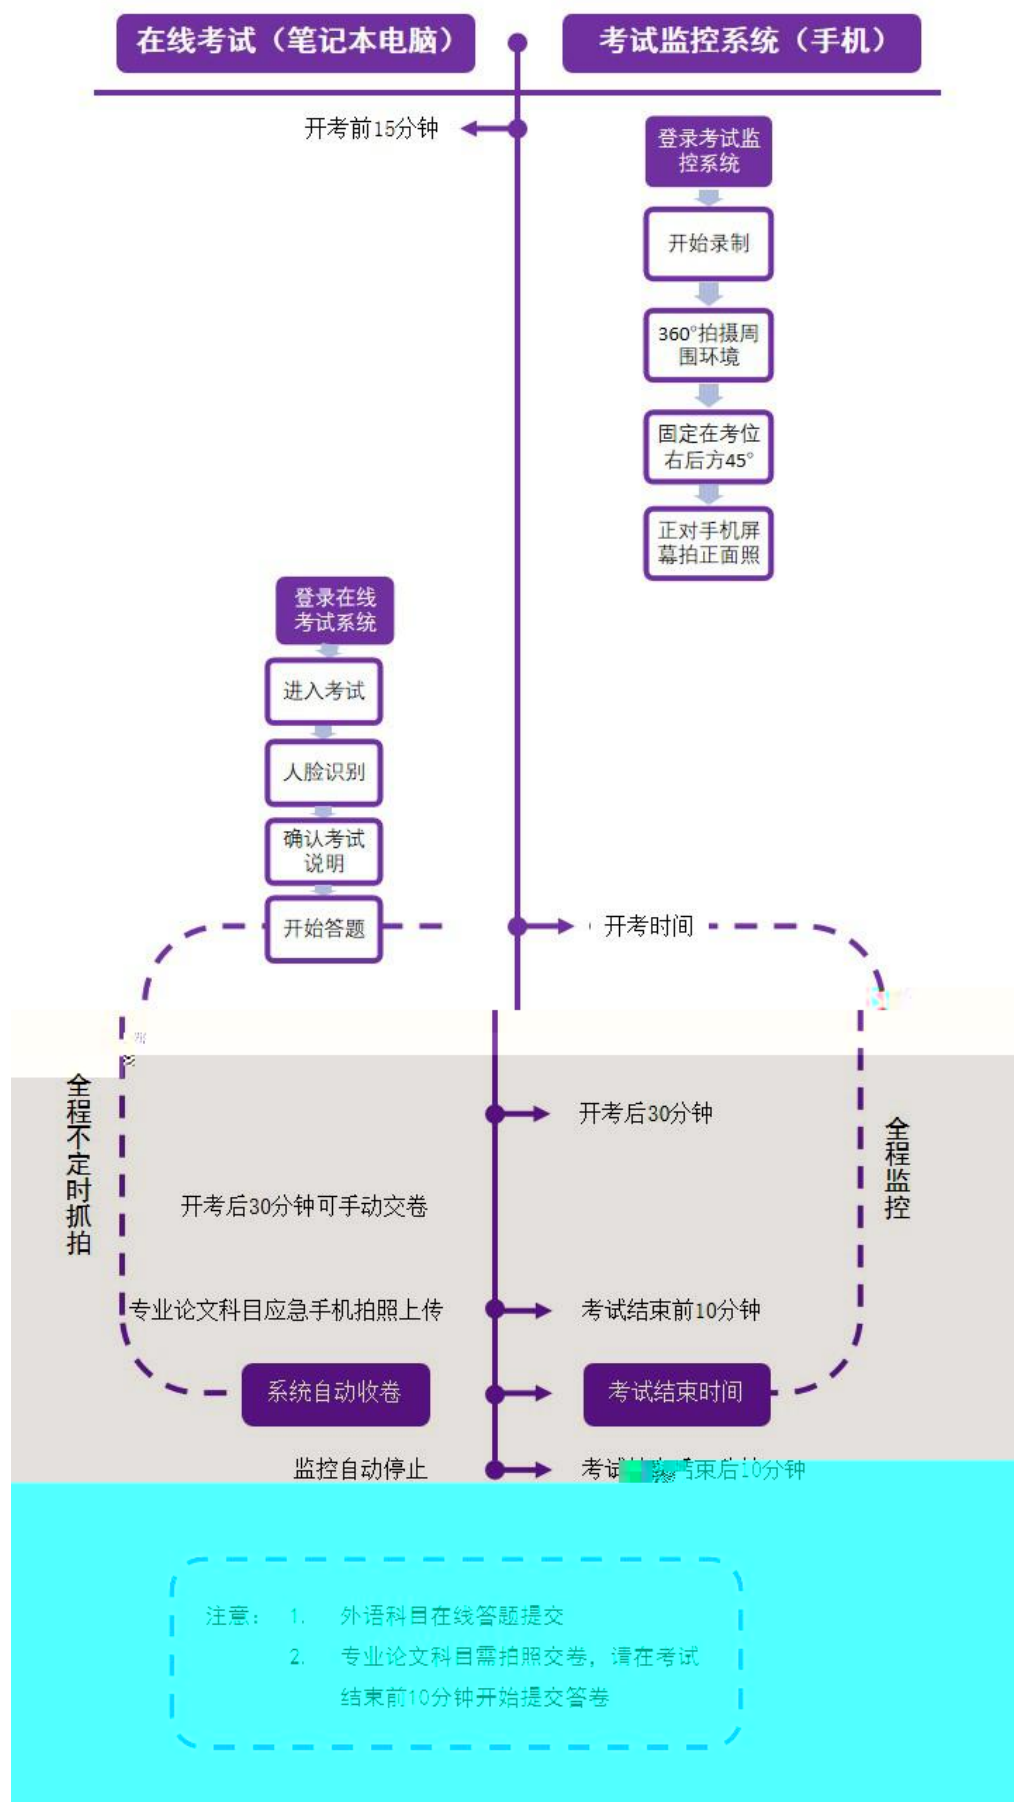 在线考试（笔记本电脑）
考试监控系统（手机）
开考前15分钟
登录考试监
控系统
开始录制
360°拍摄周
围环境
固定在考位
右后方45°
正对手机屏
幕拍正面照
登录在线
考试系统
进入考试
人脸识别
确认考试
说明
开始答题
开考时间
全程不定时抓拍
全程监控
开考后30分钟
开考后30分钟可手动交卷
专业论文科目应急手机拍照上传
考试结束前10分钟
系统自动收卷
考试结束时间
监控自动停止
考试 束后10分钟
注意： 1. 外语科目在线答题提交
2. 专业论文科目需拍照交卷，请在考试
结束前10分钟开始提交答卷